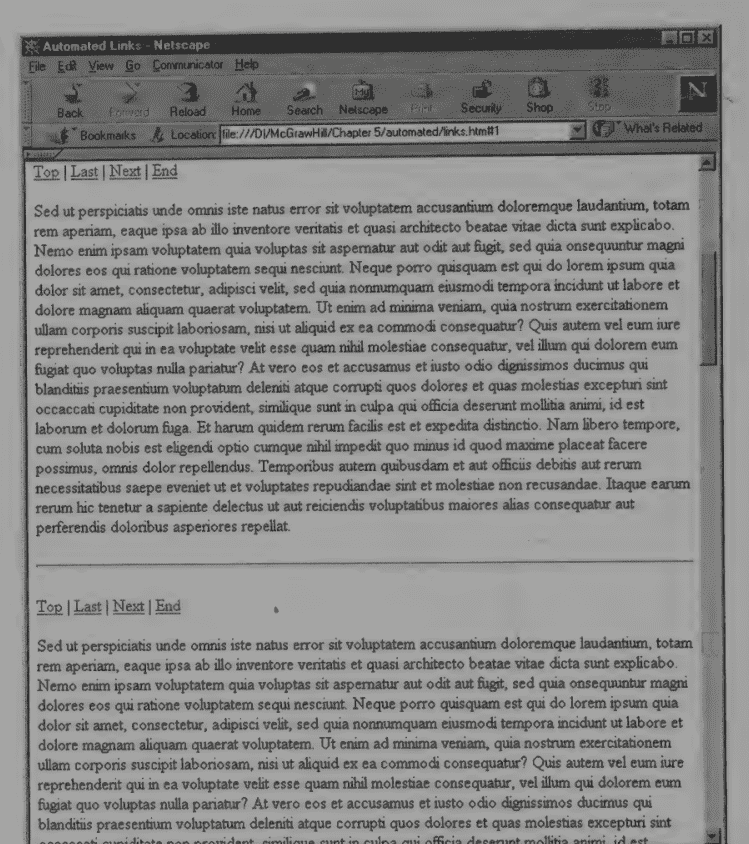 Automated Links - Netscape
File Edit View Go Communicator Help
Back Forward Reload Home Search Netscape Print Security Shop Stop
N
Bookmarks Location: file:///D|/McGrawHill/Chapter 5/automated/links.htm#1 What's Related
Top | Last | Next | End
Sed ut perspiciatis unde omnis iste natus error sit voluptatem accusantium doloremque laudantium, totam
rem aperiam, eaque ipsa ab illo inventore veritatis et quasi architecto beatae vitae dicta sunt explicabo.
Nemo enim ipsam voluptatem quia voluptas sit aspernatur aut odit aut fugit, sed quia onsequuntur magni
dolores eos qui ratione voluptatem sequi nesciunt. Neque porro quisquam est qui do lorem ipsum quia
dolor sit amet, consectetur, adipisci velit, sed quia nonnumquam eiusmodi tempora incidunt ut labore et
dolore magnam aliquam quaerat voluptatem. Ut enim ad minima veniam, quia nostrum exercitationem
ullam corporis suscipit laboriosam, nisi ut aliquid ex ea commodi consequatur? Quis autem vel eum iure
reprehenderit qui in ea voluptate velit esse quam nihil molestiae consequatur, vel illum qui dolorem eum
fugiat quo voluptas nulla pariatur? At vero eos et accusamus et iusto odio dignissimos ducimus qui
blanditiis praesentium voluptatum deleniti atque corrupti quos dolores et quas molestias excepturi sint
occaccati cupiditate non provident, similique sunt in culpa qui officia deserunt mollitia animi, id est
laborum et dolorum fuga. Et harum quidem rerum facilis est et expedita distinctio. Nam libero tempore,
cum soluta nobis est eligendi optio cumque nihil impedit quo minus id quod maxime placeat facere
possimus, omnis dolor repellendus. Temporibus autem quibusdam et aut officiis debitis aut rerum
necessitatibus saepe eveniet ut et voluptates repudiandae sint et molestiae non recusandae. Itaque earum
rerum hic tenetur a sapiente delectus ut aut reiciendis voluptatibus maiores alias consequatur aut
perferendis doloribus asperiores repellat.
Top | Last | Next | End
Sed ut perspiciatis unde omnis iste natus error sit voluptatem accusantium doloremque laudantium, totam
rem aperiam, eaque ipsa ab illo inventore veritatis et quasi architecto beatae vitae dicta sunt explicabo.
Nemo enim ipsam voluptatem quia voluptas sit aspernatur aut odit aut fugit, sed quia onsequuntur magni
dolores eos qui ratione voluptatem sequi nesciunt. Neque porro quisquam est qui do lorem ipsum quia
dolor sit amet, consectetur, adipisci velit, sed quia nonnumquam eiusmodi tempora incidunt ut labore et
dolore magnam aliquam quaerat voluptatem. Ut enim ad minima veniam, quia nostrum exercitationem
ullam corporis suscipit laboriosam, nisi ut aliquid ex ea commodi consequatur? Quis autem vel eum iure
reprehenderit qui in ea voluptate velit esse quam nihil molestiae consequatur, vel illum qui dolorem eum
fugiat quo voluptas nulla pariatur? At vero eos et accusamus et iusto odio dignissimos ducimus qui
blanditiis praesentium voluptatum deleniti atque corrupti quos dolores et quas molestias excepturi sint
occaccati cupiditate non provident, similique sunt in culpa qui officia deserunt mollitia animi, id est